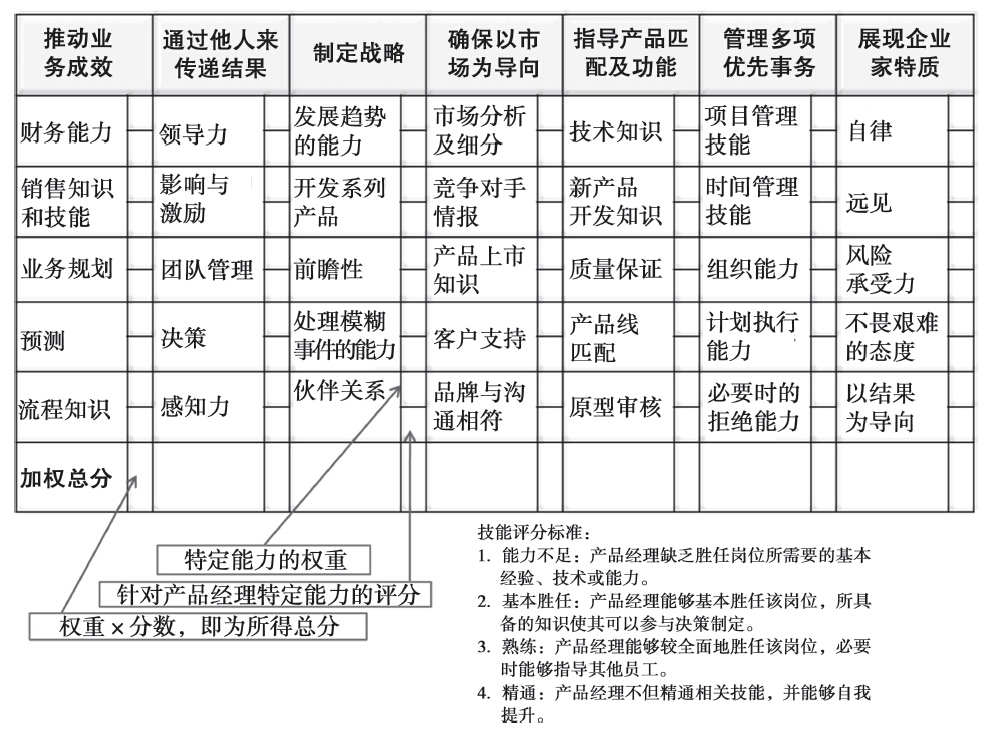 推动业
务成效
通过他人来
传递结果
制定战略
确保以市
场为导向
指导产品匹
配及功能
管理多项
优先事务
展现企业
家特质
财务能力
领导力
发展趋势
的能力
市场分析
及细分
技术知识
项目管理
技能
自律
销售知识
和技能
影响与
激励
开发系列
产品
竞争对手
情报
新产品
开发知识
时间管理
技能
远见
业务规划
团队管理
前瞻性
产品上市
知识
质量保证
组织能力
风险
承受力
预测
决策
处理模糊
事件的能力
客户支持
产品线
匹配
计划执行
能力
不畏艰难
的态度
流程知识
感知力
伙伴关系
品牌与沟
通相符
原型审核
必要时的
拒绝能力
以结果
为导向
加权总分
特定能力的权重
针对产品经理特定能力的评分
权重×分数，即为所得总分
技能评分标准：
1. 能力不足：产品经理缺乏胜任岗位所需要的基本
经验、技术或能力。
2. 基本胜任：产品经理能够基本胜任该岗位，所具
备的知识使其可以参与决策制定。
3. 熟练：产品经理能够较全面地胜任该岗位，必要
时能够指导其他员工。
4. 精通：产品经理不但精通相关技能，并能够自我
提升。